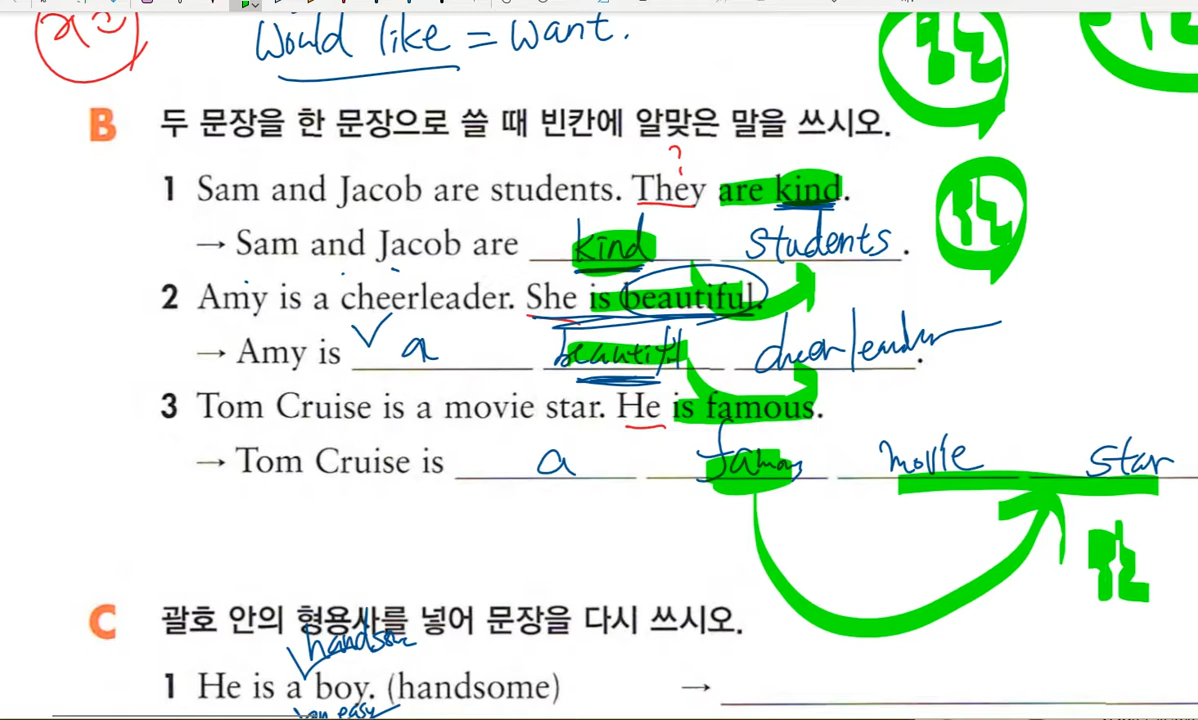 Would like = want.
B 두 문장을 한 문장으로 쓸 때 빈칸에 알맞은 말을 쓰시오.
?
1 Sam and Jacob are students. They are kind.
→ Sam and Jacob are kind students.
2 Amy is a cheerleader. She is beautiful.
→ Amy is a beautiful cheerleader.
3 Tom Cruise is a movie star. He is famous.
→ Tom Cruise is a famous movie star
C 괄호 안의 형용사를 넣어 문장을 다시 쓰시오.
handsome
1 He is a boy. (handsome) →
easy